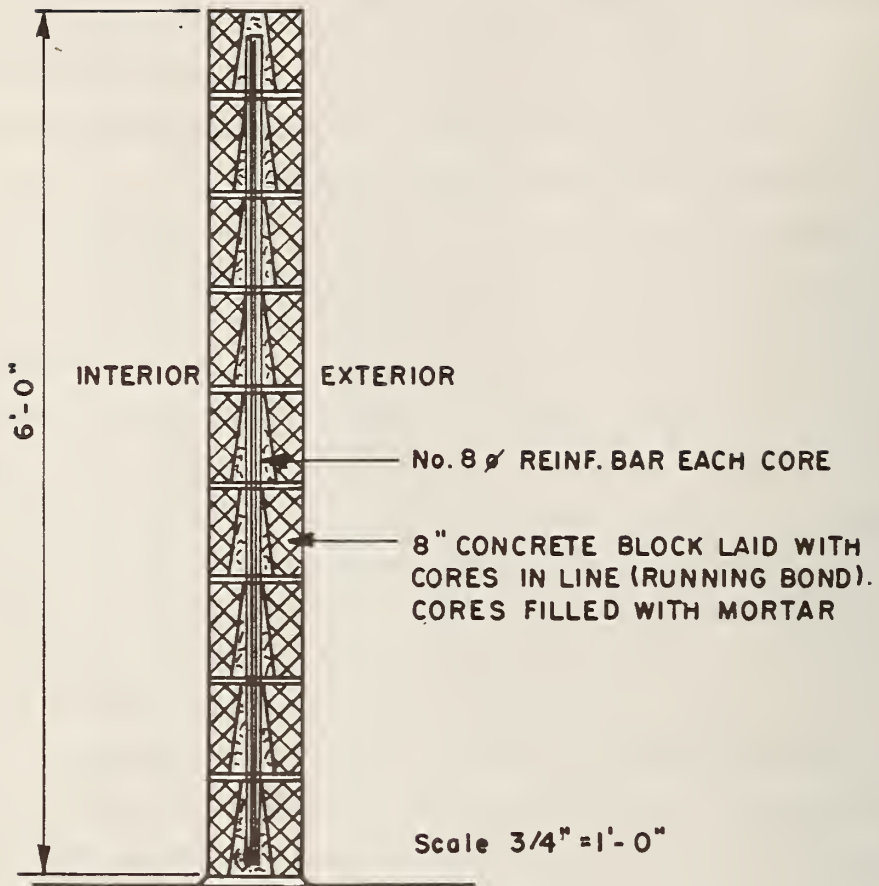 6'-0"
INTERIOR
EXTERIOR
No. 8 ⌀ REINF. BAR EACH CORE
8" CONCRETE BLOCK LAID WITH
CORES IN LINE (RUNNING BOND).
CORES FILLED WITH MORTAR
Scale 3/4" = 1'-0"